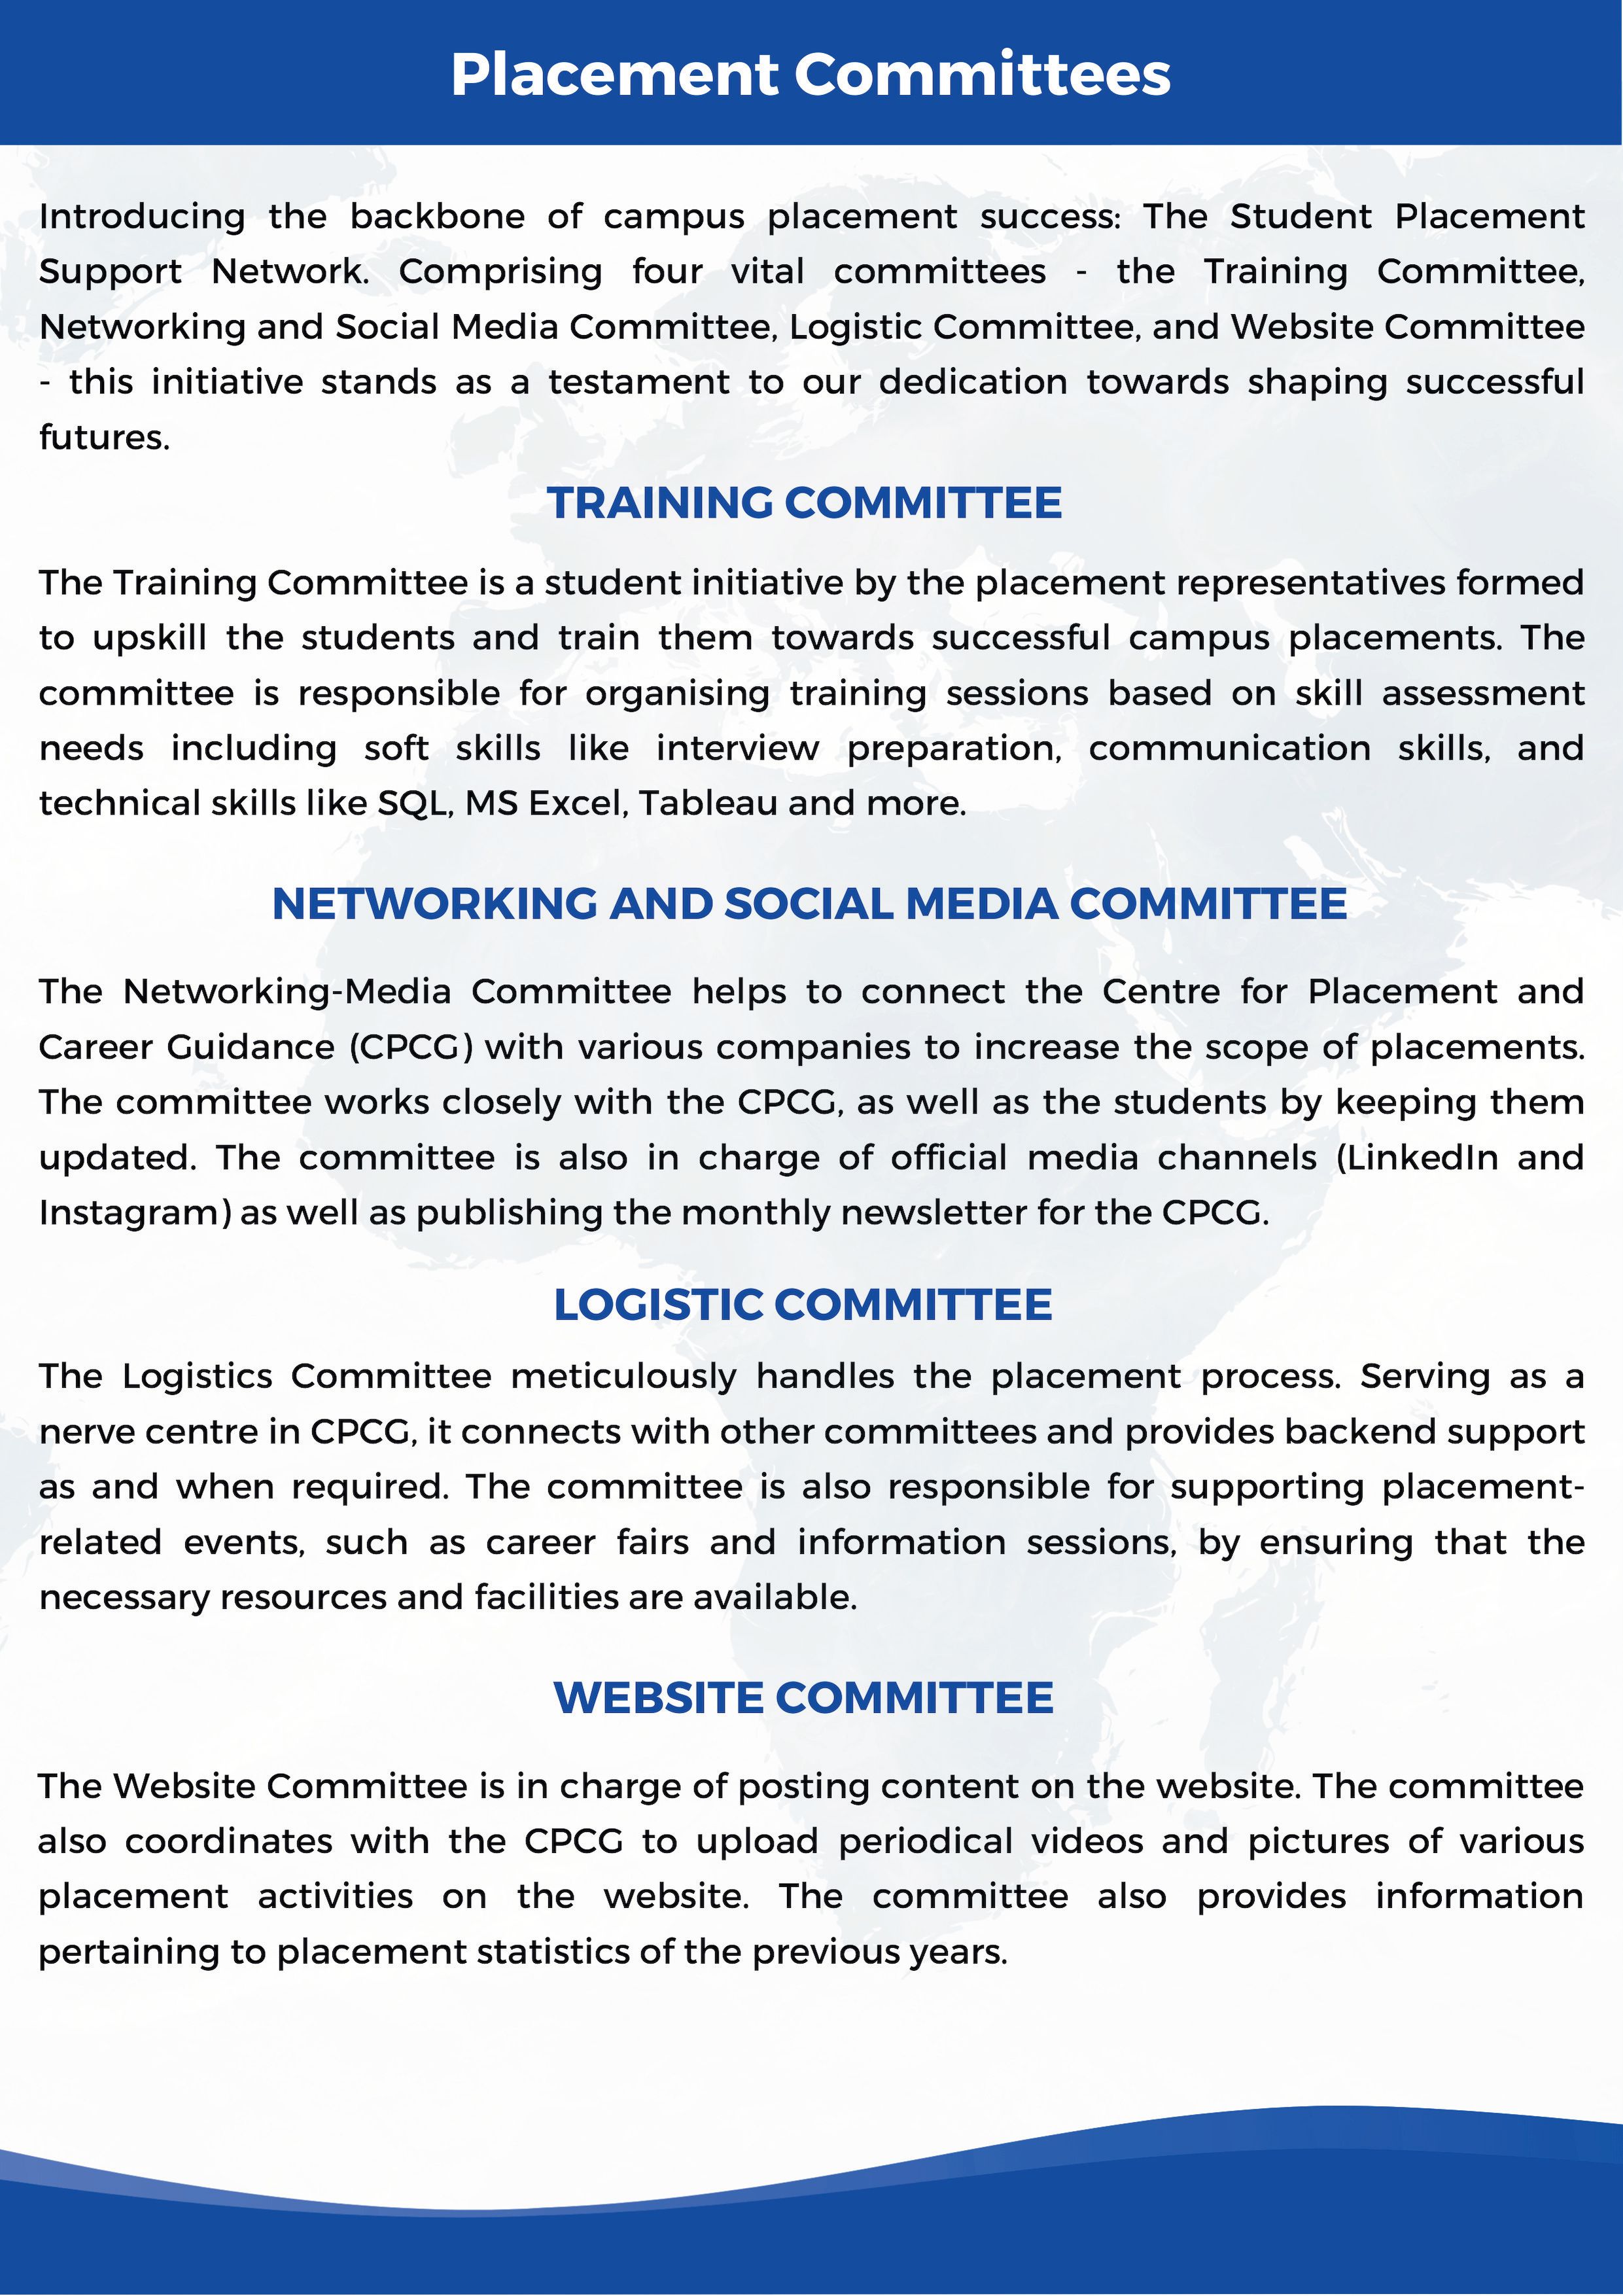 Placement Committees
Introducing the backbone of campus placement success: The Student Placement
Support Network. Comprising four vital committees - the Training Committee,
Networking and Social Media Committee, Logistic Committee, and Website Committee
- this initiative stands as a testament to our dedication towards shaping successful
futures.
TRAINING COMMITTEE
The Training Committee is a student initiative by the placement representatives formed
to upskill the students and train them towards successful campus placements. The
committee is responsible for organising training sessions based on skill assessment
needs including soft skills like interview preparation, communication skills, and
technical skills like SQL, MS Excel, Tableau and more.
NETWORKING AND SOCIAL MEDIA COMMITTEE
The Networking-Media Committee helps to connect the Centre for Placement and
Career Guidance (CPCG) with various companies to increase the scope of placements.
The committee works closely with the CPCG, as well as the students by keeping them
updated. The committee is also in charge of official media channels (LinkedIn and
Instagram) as well as publishing the monthly newsletter for the CPCG.
LOGISTIC COMMITTEE
The Logistics Committee meticulously handles the placement process. Serving as a
nerve centre in CPCG, it connects with other committees and provides backend support
as and when required. The committee is also responsible for supporting placement-
related events, such as career fairs and information sessions, by ensuring that the
necessary resources and facilities are available.
WEBSITE COMMITTEE
The Website Committee is in charge of posting content on the website. The committee
also coordinates with the CPCG to upload periodical videos and pictures of various
placement activities on the website. The committee also provides information
pertaining to placement statistics of the previous years.